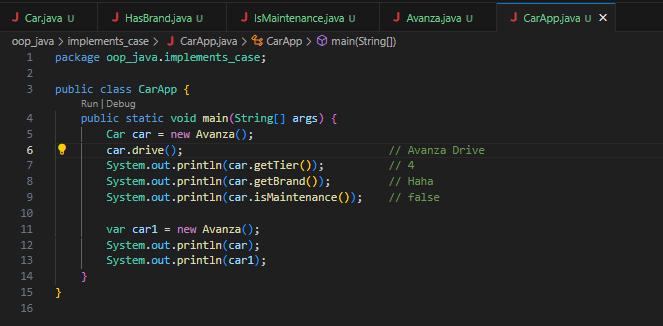 Car.java U HasBrand.java U IsMaintenance.java U Avanza.java U CarApp.java U
oop_java > implements_case > CarApp.java > CarApp > main(String[])
1 package oop_java.implements_case;
2
3 public class CarApp {
Run | Debug
4 public static void main(String[] args) {
5 Car car = new Avanza();
6 car.drive(); // Avanza Drive
7 System.out.println(car.getTier()); // 4
8 System.out.println(car.getBrand()); // Haha
9 System.out.println(car.isMaintenance()); // false
10
11 var car1 = new Avanza();
12 System.out.println(car);
13 System.out.println(car1);
14 }
15 }
16